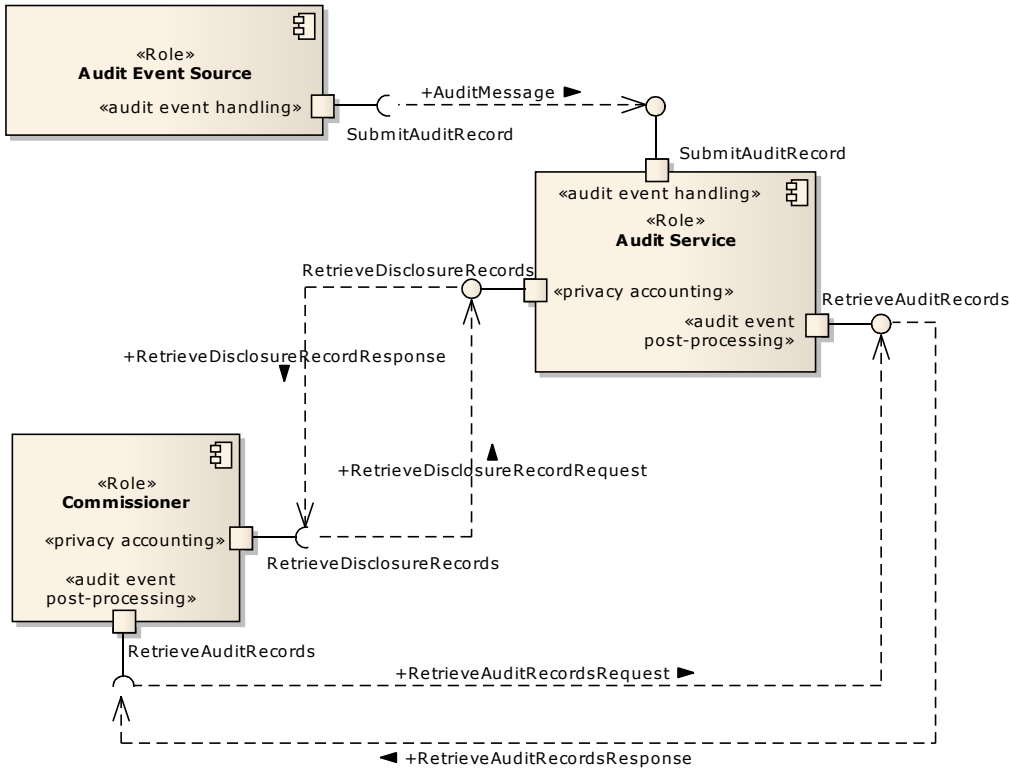 «Role»
Audit Event Source
«audit event handling»
+AuditMessage
SubmitAuditRecord
SubmitAuditRecord
«audit event handling»
«Role»
Audit Service
RetrieveDisclosureRecords
«privacy accounting»
RetrieveAuditRecords
«audit event
post-processing»
+RetrieveDisclosureRecordResponse
+RetrieveDisclosureRecordRequest
«Role»
Commissioner
«privacy accounting»
RetrieveDisclosureRecords
«audit event
post-processing»
RetrieveAuditRecords
+RetrieveAuditRecordsRequest
+RetrieveAuditRecordsResponse